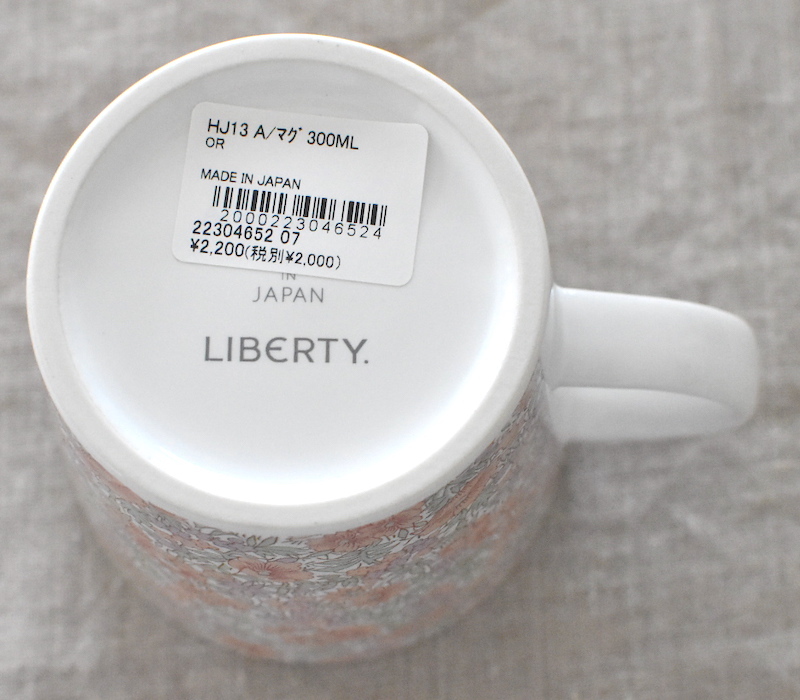 HJ13 A/ﾏｸﾞ 300ML
OR
MADE IN JAPAN
2000223046524
22304652 07
¥2,200(税別¥2,000)
IN
JAPAN
LIBERTY.